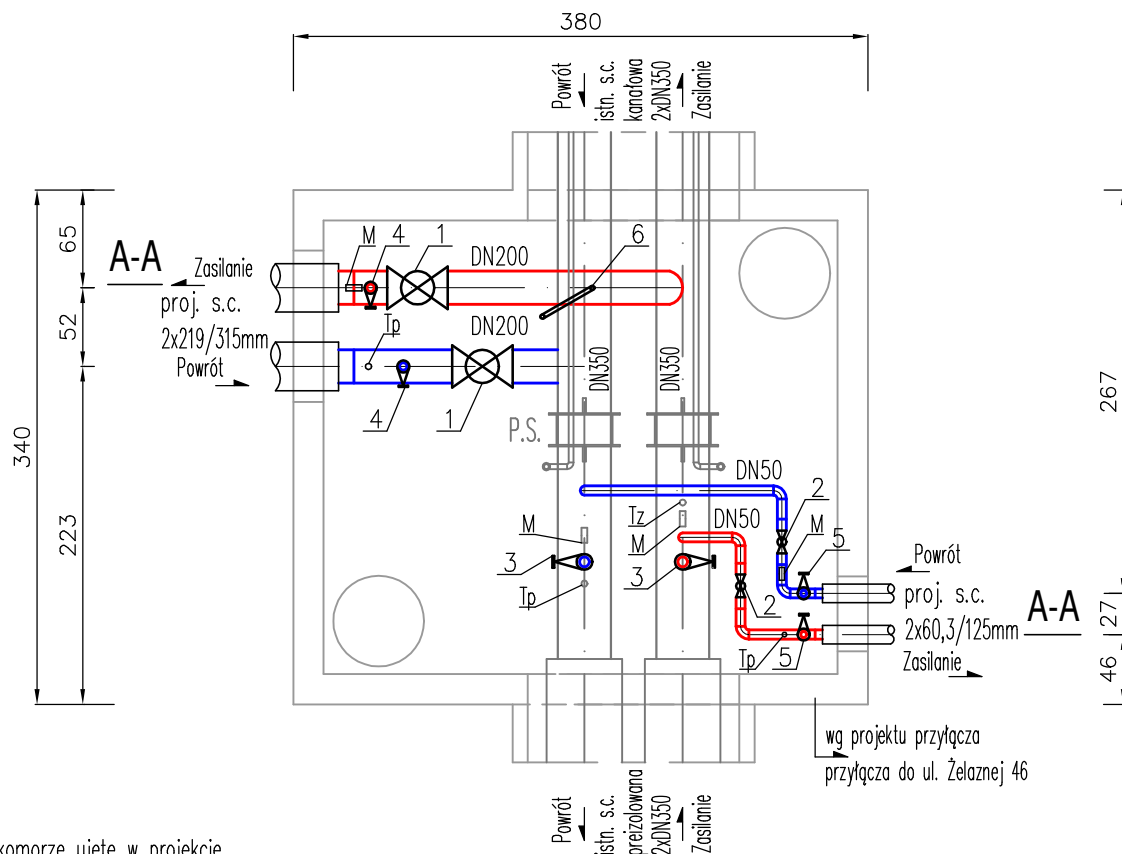 380
Powrót
istn. s.c.
kanałowa
2xDN350
Zasilanie
65
52
223
340
A-A
Zasilanie
proj. s.c.
2x219/315mm
Powrót
M
4
1
DN200
6
Tp
DN200
4
1
DN350
DN350
P.S.
DN50
2
M
5
Tz
DN50
M
M
3
Tp
3
2
Tp
5
Powrót
proj. s.c.
2x60,3/125mm
Zasilanie
A-A
267
27
46
wg projektu przyłącza
przyłącza do ul. Żelaznej 46
Powrót
istn. s.c.
preizolowana
2xDN350
Zasilanie
komorze ujęte w projekcie